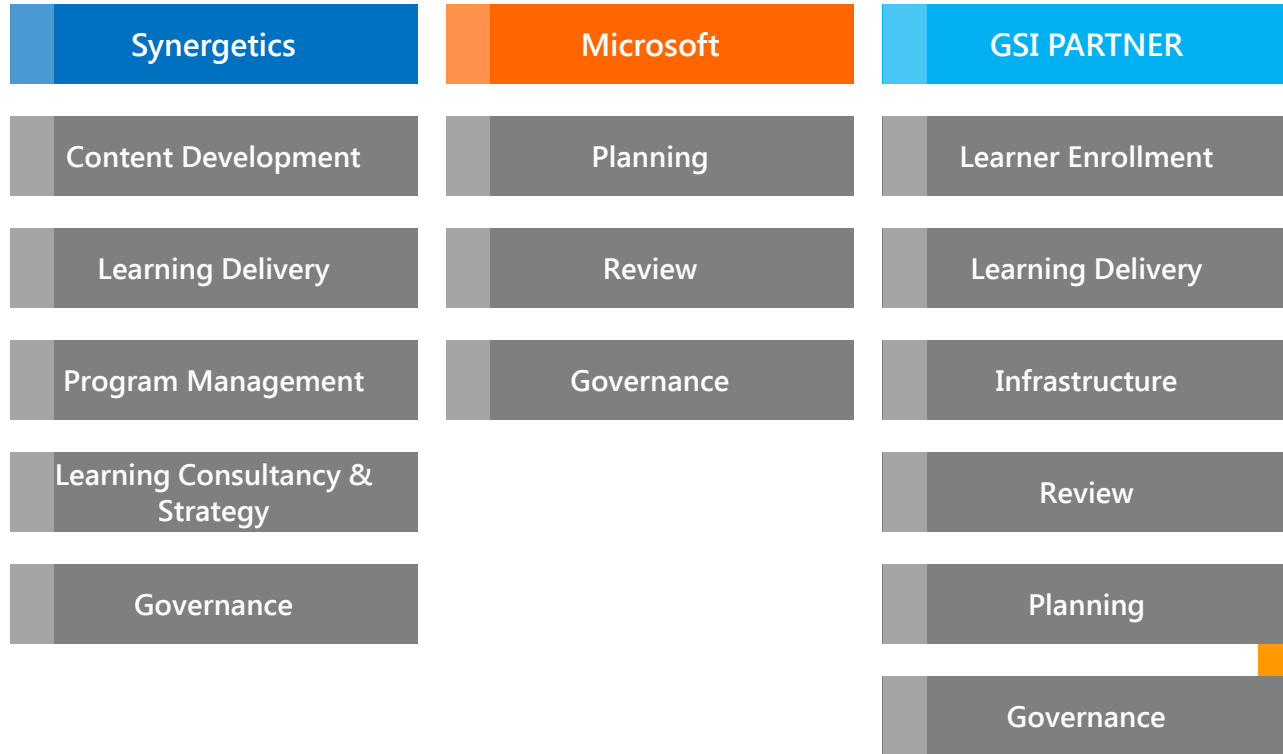 Synergetics
Content Development
Learning Delivery
Program Management
Learning Consultancy &
Strategy
Governance
Microsoft
Planning
Review
Governance
GSI PARTNER
Learner Enrollment
Learning Delivery
Infrastructure
Review
Planning
Governance